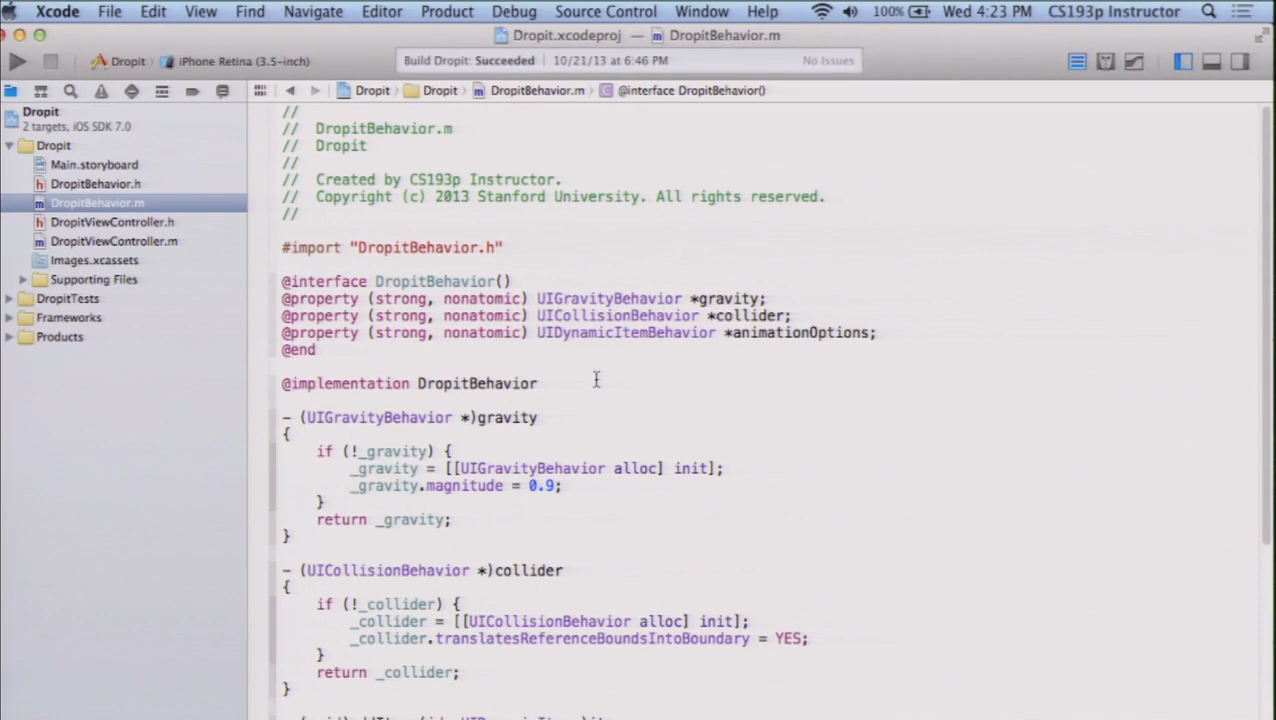 Xcode File Edit View Find Navigate Editor Product Debug Source Control Window Help 100% Wed 4:23 PM CS193p Instructor
Dropit.xcodeproj — DropitBehavior.m
Dropit iPhone Retina (3.5-inch) Build Dropit: Succeeded 10/21/13 at 6:46 PM No Issues
Dropit Dropit DropitBehavior.m @interface DropitBehavior()
Dropit
2 targets, iOS SDK 7.0
Dropit
Main.storyboard
DropitBehavior.h
DropitBehavior.m
DropitViewController.h
DropitViewController.m
Images.xcassets
Supporting Files
DropitTests
Frameworks
Products
//
//  DropitBehavior.m
//  Dropit
//
//  Created by CS193p Instructor.
//  Copyright (c) 2013 Stanford University. All rights reserved.
//
#import "DropitBehavior.h"
@interface DropitBehavior()
@property (strong, nonatomic) UIGravityBehavior *gravity;
@property (strong, nonatomic) UICollisionBehavior *collider;
@property (strong, nonatomic) UIDynamicItemBehavior *animationOptions;
@end
@implementation DropitBehavior
- (UIGravityBehavior *)gravity
{
    if (!_gravity) {
        _gravity = [[UIGravityBehavior alloc] init];
        _gravity.magnitude = 0.9;
    }
    return _gravity;
}
- (UICollisionBehavior *)collider
{
    if (!_collider) {
        _collider = [[UICollisionBehavior alloc] init];
        _collider.translatesReferenceBoundsIntoBoundary = YES;
    }
    return _collider;
}